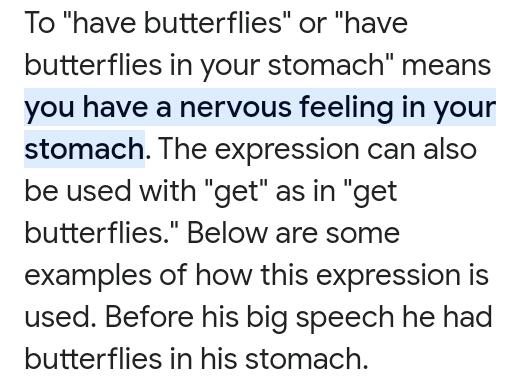 To "have butterflies" or "have
butterflies in your stomach" means
you have a nervous feeling in your
stomach. The expression can also
be used with "get" as in "get
butterflies." Below are some
examples of how this expression is
used. Before his big speech he had
butterflies in his stomach.